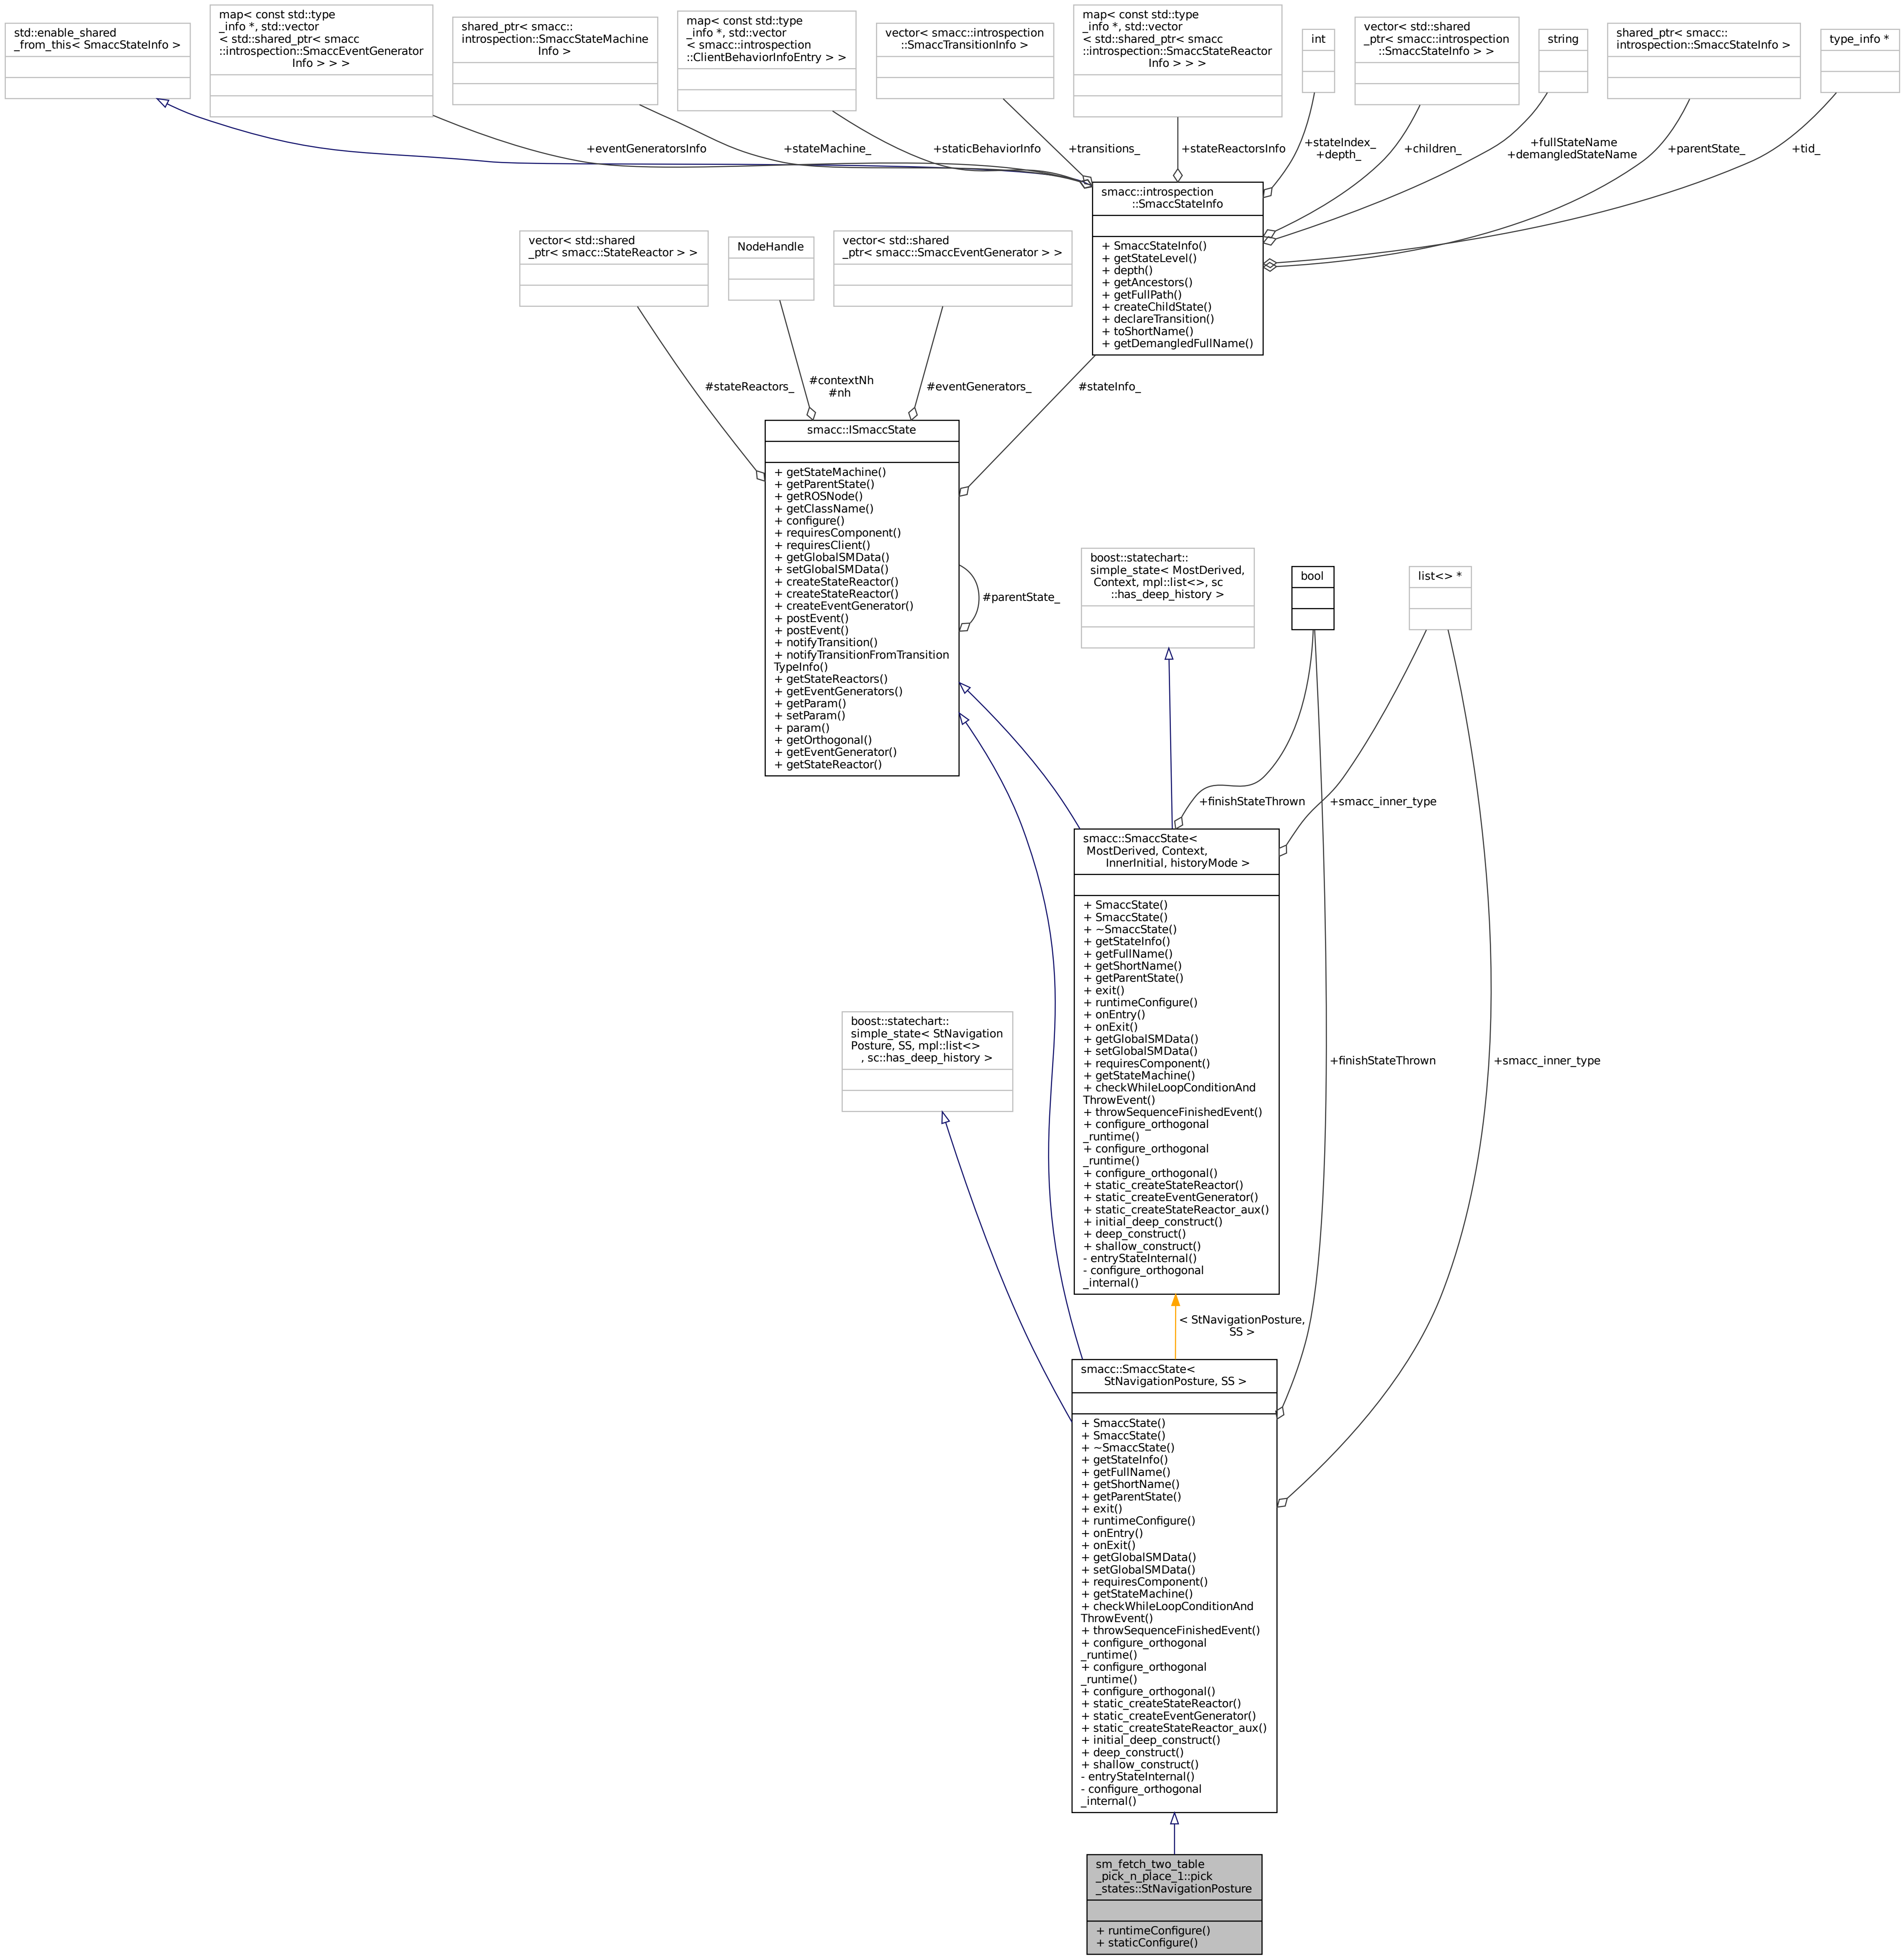 std::enable_shared
_from_this< SmaccStateInfo >
map< const std::type
_info *, std::vector
< std::shared_ptr< smacc
::introspection::SmaccEventGenerator
Info > > >
shared_ptr< smacc::
introspection::SmaccStateMachine
Info >
map< const std::type
_info *, std::vector
< smacc::introspection
::ClientBehaviorInfoEntry > >
vector< smacc::introspection
::SmaccTransitionInfo >
map< const std::type
_info *, std::vector
< std::shared_ptr< smacc
::introspection::SmaccStateReactor
Info > > >
int
vector< std::shared
_ptr< smacc::introspection
::SmaccStateInfo > >
string
shared_ptr< smacc::
introspection::SmaccStateInfo >
type_info *
+eventGeneratorsInfo
+stateMachine_
+staticBehaviorInfo
+transitions_
+stateReactorsInfo
+stateIndex_
+depth_
+children_
+fullStateName
+demangledStateName
+parentState_
+tid_
smacc::introspection
::SmaccStateInfo
+ SmaccStateInfo()
+ getStateLevel()
+ depth()
+ getAncestors()
+ getFullPath()
+ createChildState()
+ declareTransition()
+ toShortName()
+ getDemangledFullName()
vector< std::shared
_ptr< smacc::StateReactor > >
NodeHandle
vector< std::shared
_ptr< smacc::SmaccEventGenerator > >
#stateReactors_
#contextNh
#nh
#eventGenerators_
#stateInfo_
smacc::ISmaccState
+ getStateMachine()
+ getParentState()
+ getROSNode()
+ getClassName()
+ configure()
+ requiresComponent()
+ requiresClient()
+ getGlobalSMData()
+ setGlobalSMData()
+ createStateReactor()
+ createStateReactor()
+ createEventGenerator()
+ postEvent()
+ postEvent()
+ notifyTransition()
+ notifyTransitionFromTransition
TypeInfo()
+ getStateReactors()
+ getEventGenerators()
+ getParam()
+ setParam()
+ param()
+ getOrthogonal()
+ getEventGenerator()
+ getStateReactor()
#parentState_
boost::statechart::
simple_state< MostDerived,
Context, mpl::list<>, sc
::has_deep_history >
bool
list<> *
+finishStateThrown
+smacc_inner_type
smacc::SmaccState<
MostDerived, Context,
InnerInitial, historyMode >
+ SmaccState()
+ SmaccState()
+ ~SmaccState()
+ getStateInfo()
+ getFullName()
+ getShortName()
+ getParentState()
+ exit()
+ runtimeConfigure()
+ onEntry()
+ onExit()
+ getGlobalSMData()
+ setGlobalSMData()
+ requiresComponent()
+ getStateMachine()
+ checkWhileLoopConditionAnd
ThrowEvent()
+ throwSequenceFinishedEvent()
+ configure_orthogonal
_runtime()
+ configure_orthogonal
_runtime()
+ configure_orthogonal()
+ static_createStateReactor()
+ static_createEventGenerator()
+ static_createStateReactor_aux()
+ initial_deep_construct()
+ deep_construct()
+ shallow_construct()
- entryStateInternal()
- configure_orthogonal
_internal()
boost::statechart::
simple_state< StNavigation
Posture, SS, mpl::list<>
, sc::has_deep_history >
+finishStateThrown
+smacc_inner_type
< StNavigationPosture,
SS >
smacc::SmaccState<
StNavigationPosture, SS >
+ SmaccState()
+ SmaccState()
+ ~SmaccState()
+ getStateInfo()
+ getFullName()
+ getShortName()
+ getParentState()
+ exit()
+ runtimeConfigure()
+ onEntry()
+ onExit()
+ getGlobalSMData()
+ setGlobalSMData()
+ requiresComponent()
+ getStateMachine()
+ checkWhileLoopConditionAnd
ThrowEvent()
+ throwSequenceFinishedEvent()
+ configure_orthogonal
_runtime()
+ configure_orthogonal
_runtime()
+ configure_orthogonal()
+ static_createStateReactor()
+ static_createEventGenerator()
+ static_createStateReactor_aux()
+ initial_deep_construct()
+ deep_construct()
+ shallow_construct()
- entryStateInternal()
- configure_orthogonal
_internal()
sm_fetch_two_table
_pick_n_place_1::pick
_states::StNavigationPosture
+ runtimeConfigure()
+ staticConfigure()